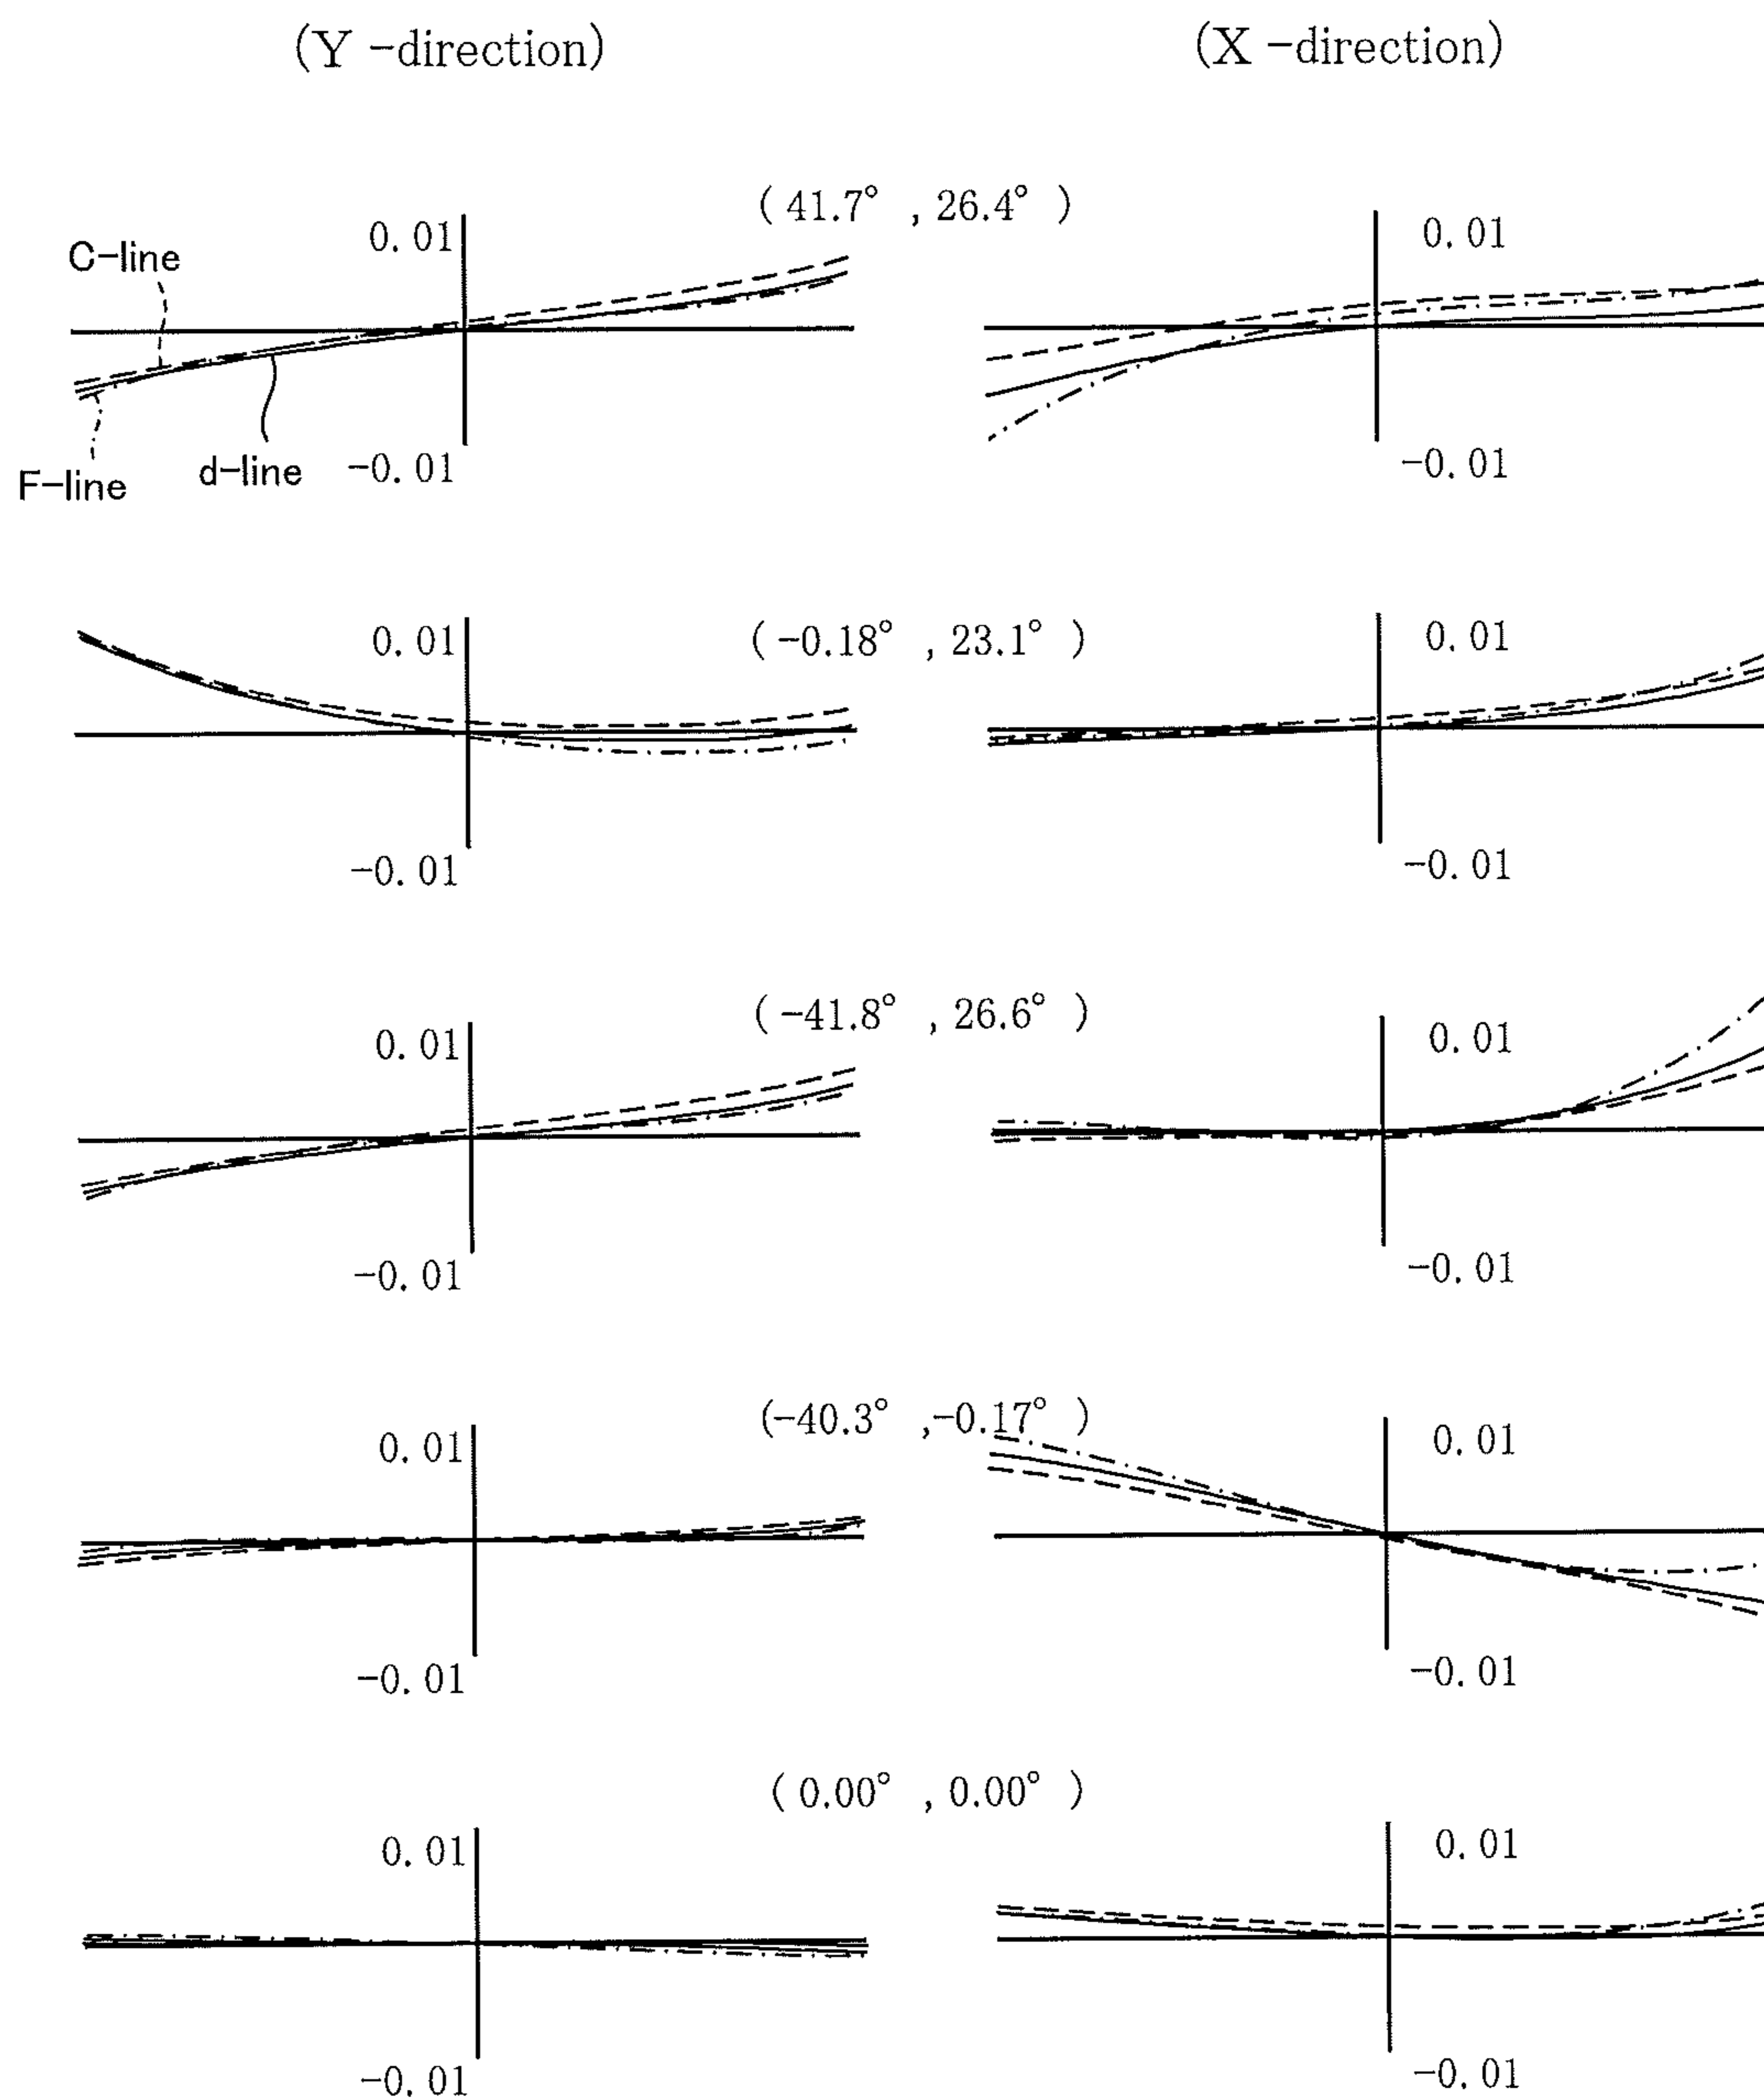 (Y -direction)
(X -direction)
( 41.7° , 26.4° )
0. 01
0. 01
C-line
F-line
d-line
-0. 01
-0. 01
( -0.18° , 23.1° )
0. 01
0. 01
-0. 01
-0. 01
( -41.8° , 26.6° )
0. 01
0. 01
-0. 01
-0. 01
(-40.3° ,-0.17° )
0. 01
0. 01
-0. 01
-0. 01
( 0.00° , 0.00° )
0. 01
0. 01
-0. 01
-0. 01